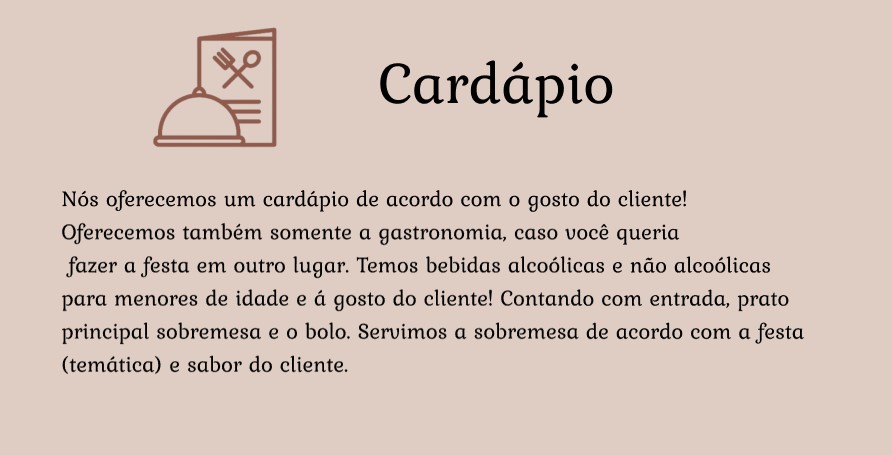 Cardápio
Nós oferecemos um cardápio de acordo com o gosto do cliente!
Oferecemos também somente a gastronomia, caso você queria
fazer a festa em outro lugar. Temos bebidas alcoólicas e não alcoólicas
para menores de idade e á gosto do cliente! Contando com entrada, prato
principal sobremesa e o bolo. Servimos a sobremesa de acordo com a festa
(temática) e sabor do cliente.